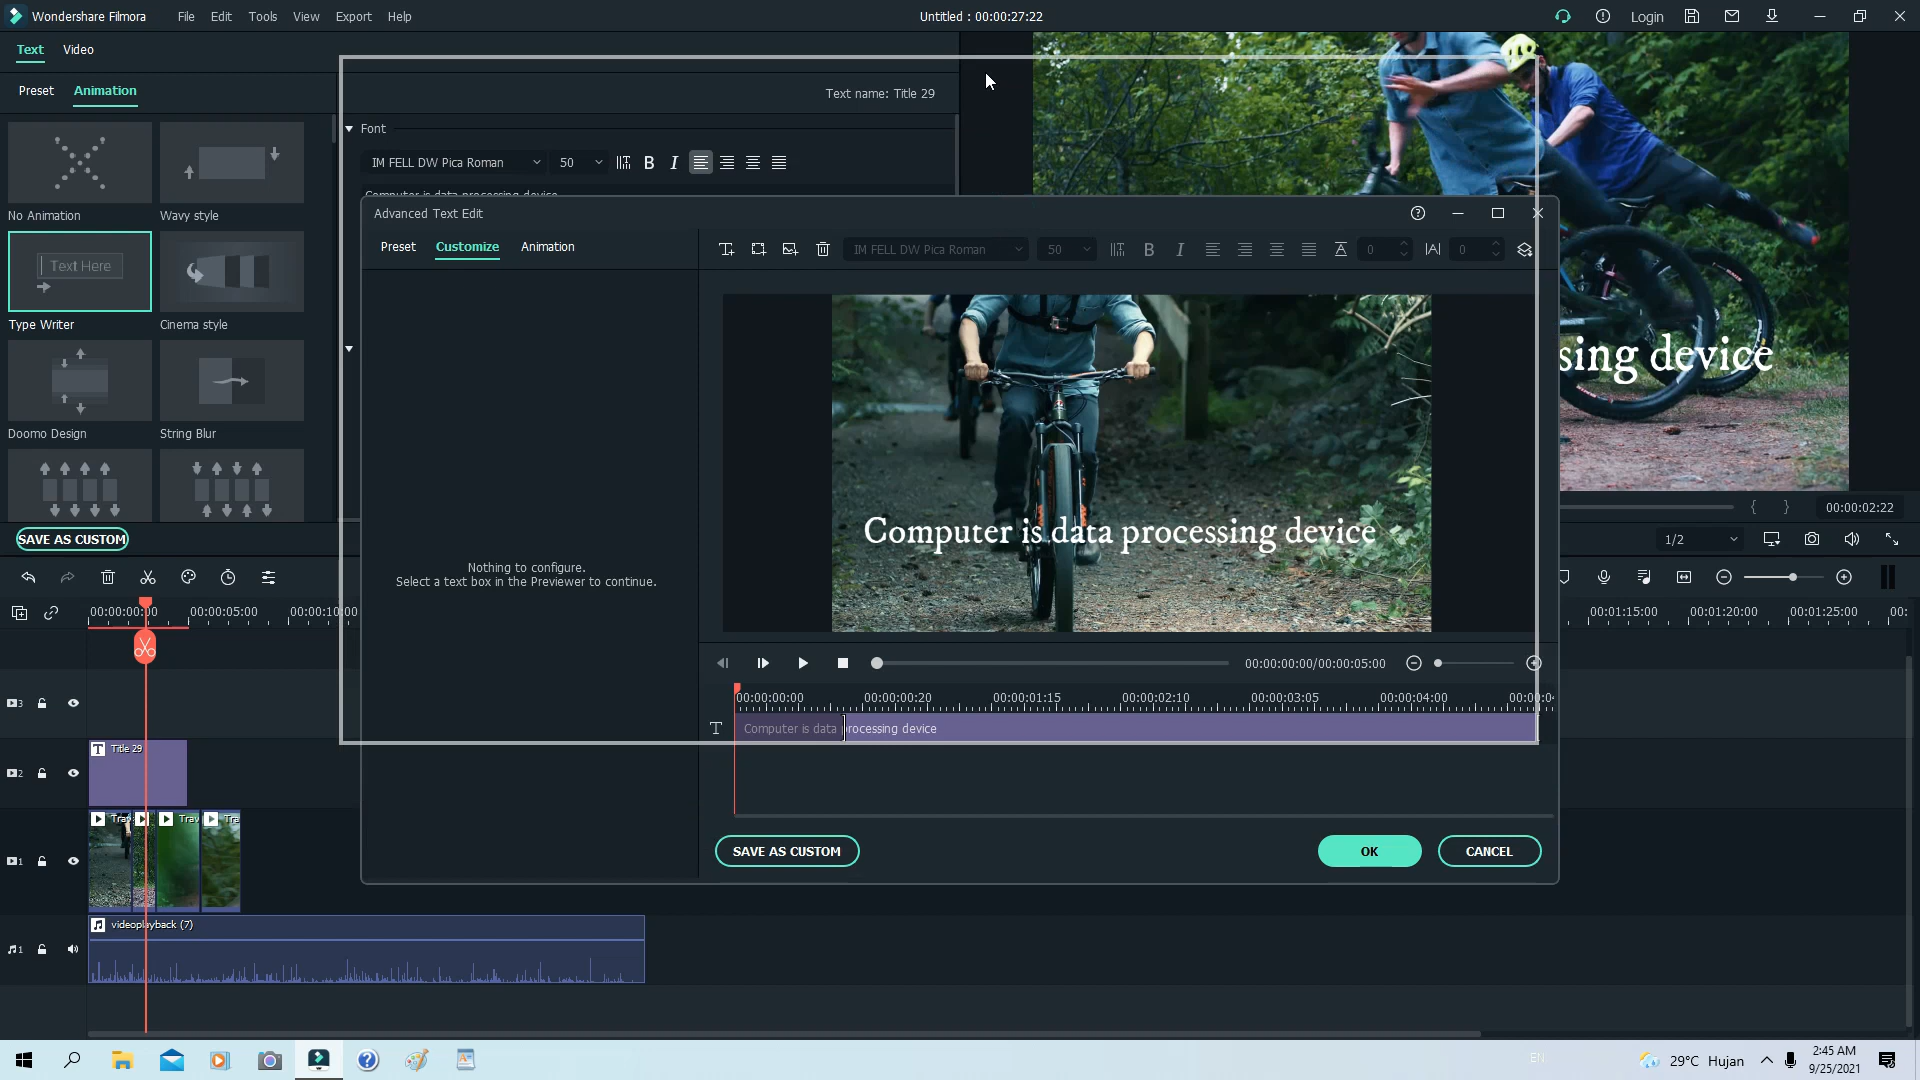 Wondershare Filmora
File Edit Tools View Export Help
Untitled : 00:00:27:22
Login
Text Video
Preset Animation
Text name: Title 29
Font
IM FELL DW Pica Roman 50 B I
Computer is data processing device
No Animation
Wavy style
Text Here
Type Writer
Cinema style
Doomo Design
String Blur
SAVE AS CUSTOM
Advanced Text Edit
Preset Customize Animation
IM FELL DW Pica Roman 50 B I A 0 A 0
Computer is data processing device
Nothing to configure.
Select a text box in the Previewer to continue.
00:00:00:00/00:00:05:00
00:00:00:00 00:00:00:20 00:00:01:15 00:00:02:10 00:00:03:05 00:00:04:00 00:00:0
T Computer is data processing device
SAVE AS CUSTOM OK CANCEL
sing device
00:00:02:22
1/2
00:00:00:00 00:00:05:00 00:00:10:00
00:01:15:00 00:01:20:00 00:01:25:00 00:
3
2
T Title 29
1
Trav Trav Tra
1
videoplayback (7)
EN
29°C Hujan
2:45 AM
9/25/2021